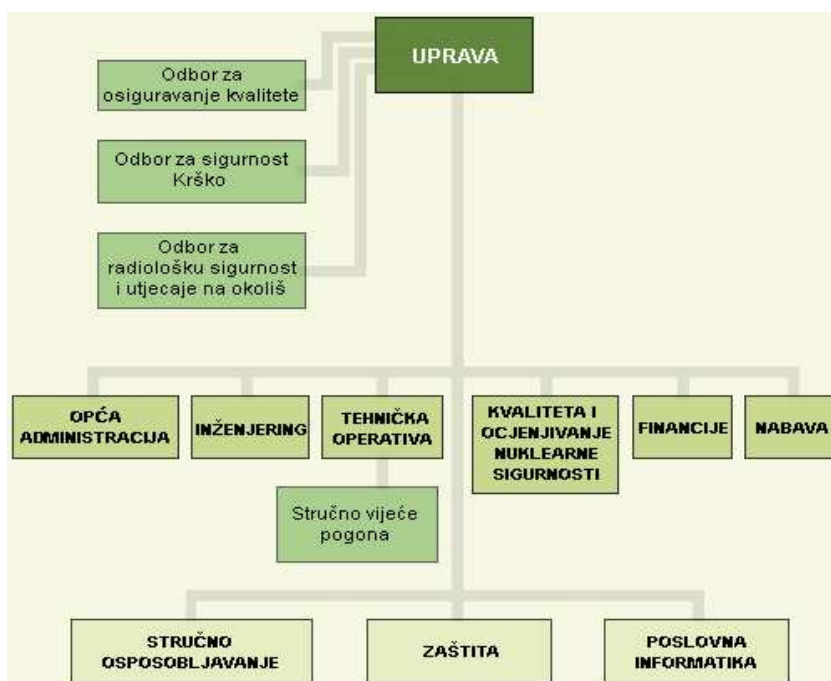 UPRAVA
Odbor za
osiguravanje kvalitete
Odbor za sigurnost
Krško
Odbor za
radiološku sigurnost
i utjecaje na okoliš
OPĆA
ADMINISTRACIJA
INŽENJERING
TEHNIČKA
OPERATIVA
KVALITETA I
OCJENJIVANJE
NUKLEARNE
SIGURNOSTI
FINANCIJE
NABAVA
Stručno vijeće
pogona
STRUČNO
OSPOSOBLJAVANJE
ZAŠTITA
POSLOVNA
INFORMATIKA